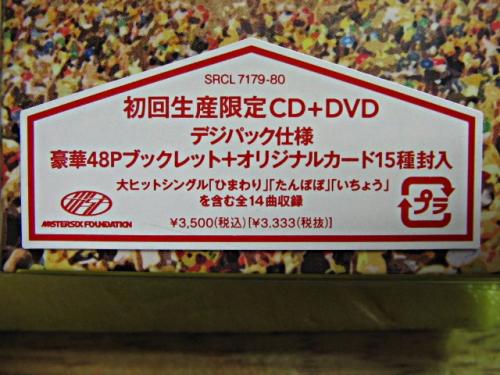 SRCL 7179-80
初回生産限定CD+DVD
デジパック仕様
豪華48Pブックレット+オリジナルカード15種封入
大ヒットシングル「ひまわり」「たんぽぽ」「いちょう」
を含む全14曲収録
¥3,500(税込)[¥3.333(税抜)]
MASTERSIX FOUNDATION
プラ